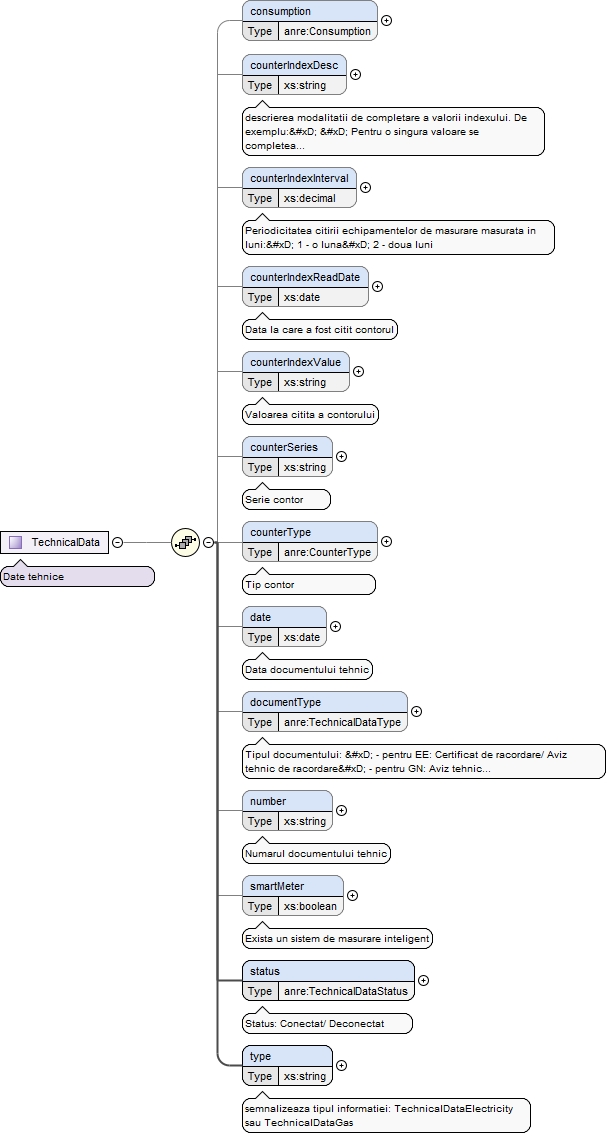 consumption
Type anre:Consumption
counterIndexDesc
Type xs:string
descrierea modalitatii de completare a valorii indexului. De
exemplu:&#xD; &#xD; Pentru o singura valoare se
completea...
counterIndexInterval
Type xs:decimal
Periodicitatea citirii echipamentelor de masurare masurata in
luni:&#xD; 1 - o luna&#xD; 2 - doua luni
counterIndexReadDate
Type xs:date
Data la care a fost citit contorul
counterIndexValue
Type xs:string
Valoarea citita a contorului
counterSeries
Type xs:string
Serie contor
TechnicalData
Date tehnice
counterType
Type anre:CounterType
Tip contor
date
Type xs:date
Data documentului tehnic
documentType
Type anre:TechnicalDataType
Tipul documentului: &#xD; - pentru EE: Certificat de racordare/ Aviz
tehnic de racordare&#xD; - pentru GN: Aviz tehnic...
number
Type xs:string
Numarul documentului tehnic
smartMeter
Type xs:boolean
Exista un sistem de masurare inteligent
status
Type anre:TechnicalDataStatus
Status: Conectat/ Deconectat
type
Type xs:string
semnalizeaza tipul informatiei: TechnicalDataElectricity
sau TechnicalDataGas